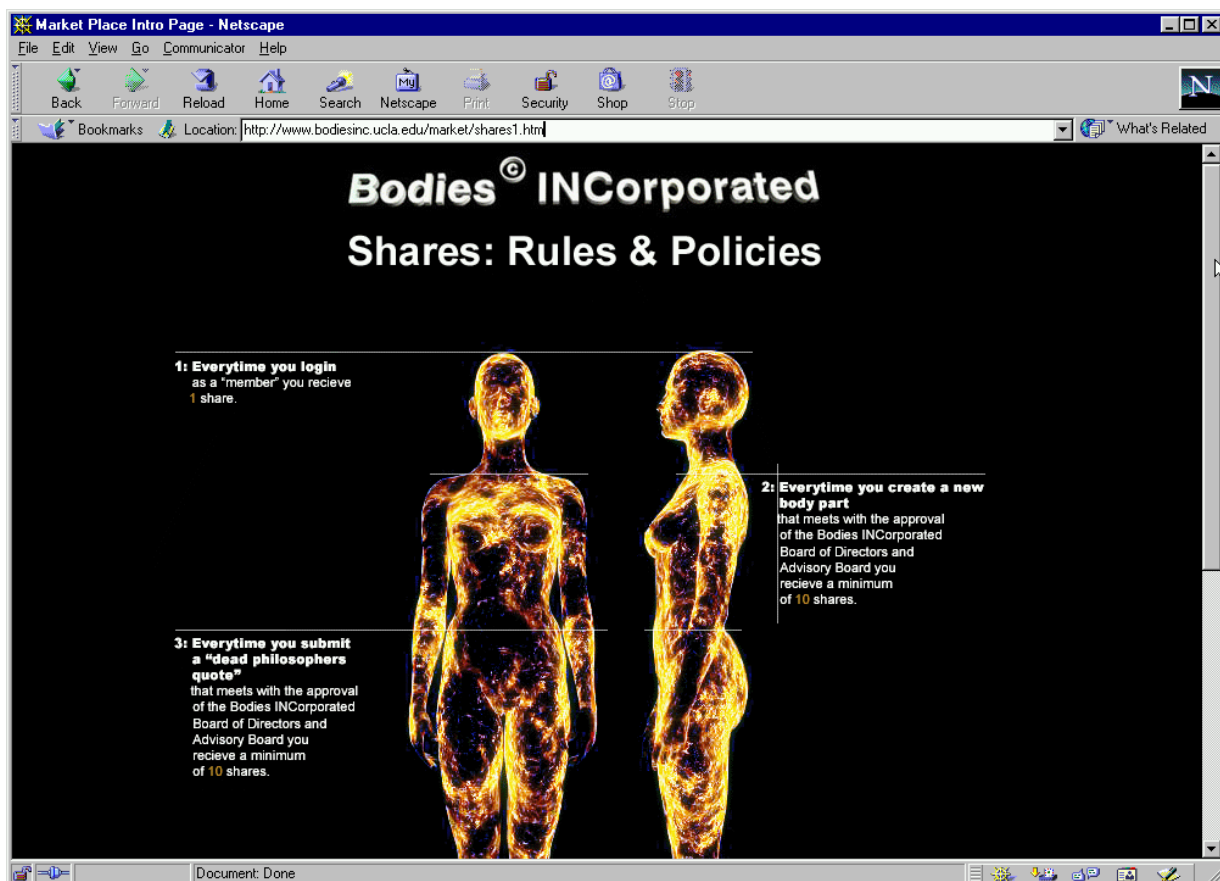 Market Place Intro Page - Netscape
File Edit View Go Communicator Help
Back Forward Reload Home Search Netscape Print Security Shop Stop
My
N
Bookmarks Location: http://www.bodiesinc.ucla.edu/market/shares1.htm What's Related
Bodies© INCorporated
Shares: Rules & Policies
1: Everytime you login
as a "member" you recieve
1 share.
2: Everytime you create a new
body part
that meets with the approval
of the Bodies INCorporated
Board of Directors and
Advisory Board you
recieve a minimum
of 10 shares.
3: Everytime you submit
a "dead philosophers
quote"
that meets with the approval
of the Bodies INCorporated
Board of Directors and
Advisory Board you
recieve a minimum
of 10 shares.
Document: Done